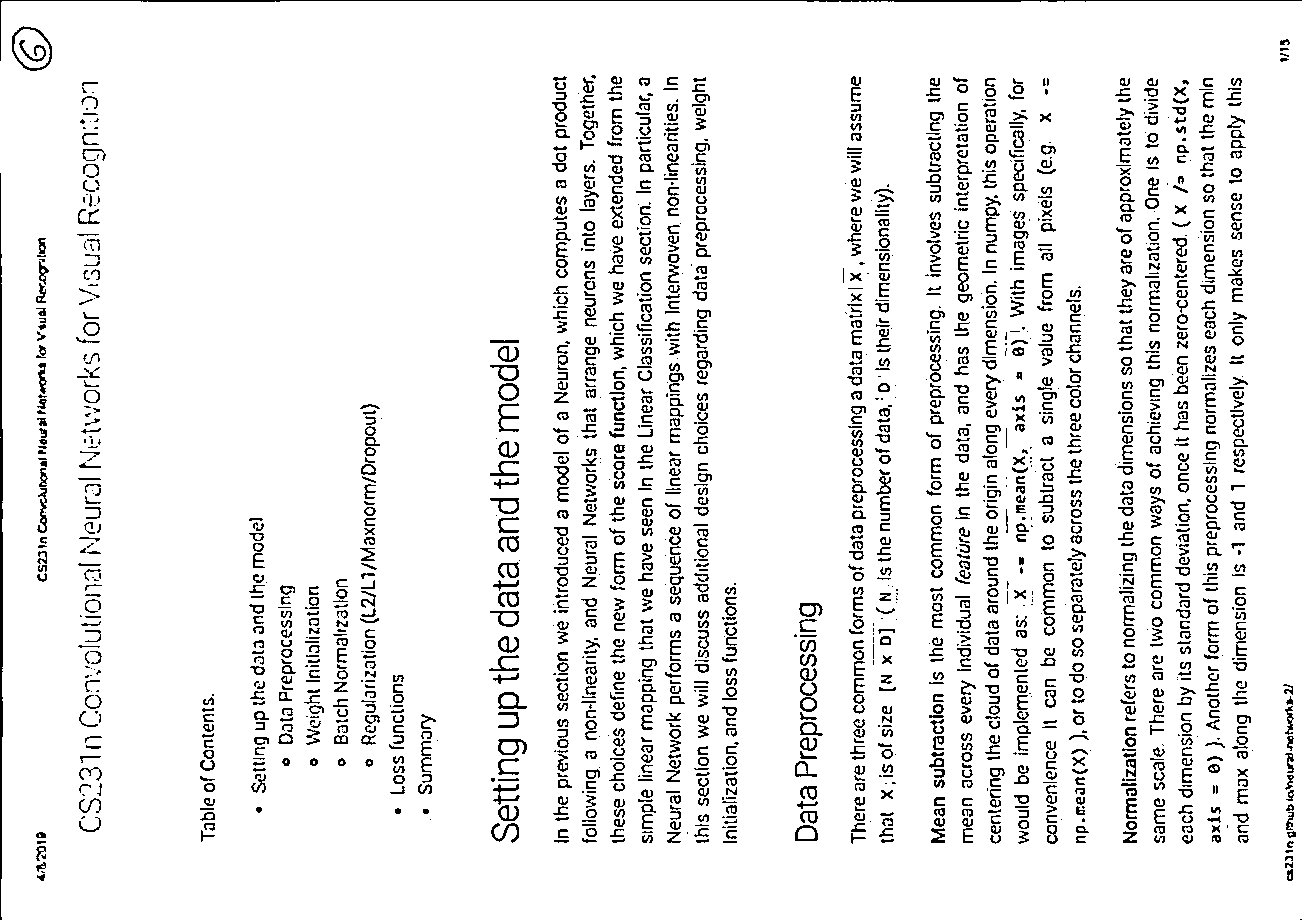 4/8/2019
CS231n Convolutional Neural Networks for Visual Recognition
6
CS231n Convolutional Neural Networks for Visual Recognition
Table of Contents:
• Setting up the data and the model
∘ Data Preprocessing
∘ Weight Initialization
∘ Batch Normalization
∘ Regularization (L2/L1/Maxnorm/Dropout)
• Loss functions
• Summary
Setting up the data and the model
In the previous section we introduced a model of a Neuron, which computes a dot product
following a non-linearity, and Neural Networks that arrange neurons into layers. Together,
these choices define the new form of the score function, which we have extended from the
simple linear mapping that we have seen in the Linear Classification section. In particular, a
Neural Network performs a sequence of linear mappings with interwoven non-linearities. In
this section we will discuss additional design choices regarding data preprocessing, weight
initialization, and loss functions.
Data Preprocessing
There are three common forms of data preprocessing a data matrix X, where we will assume
that X is of size [N x D] (N is the number of data, D is their dimensionality).
Mean subtraction is the most common form of preprocessing. It involves subtracting the
mean across every individual feature in the data, and has the geometric interpretation of
centering the cloud of data around the origin along every dimension. In numpy, this operation
would be implemented as: X -= np.mean(X, axis = 0). With images specifically, for
convenience it can be common to subtract a single value from all pixels (e.g. X -=
np.mean(X)), or to do so separately across the three color channels.
Normalization refers to normalizing the data dimensions so that they are of approximately the
same scale. There are two common ways of achieving this normalization. One is to divide
each dimension by its standard deviation, once it has been zero-centered. (X /= np.std(X,
axis = 0)). Another form of this preprocessing normalizes each dimension so that the min
and max along the dimension is -1 and 1 respectively. It only makes sense to apply this
cs231n.github.io/neural-networks-2/
1/15